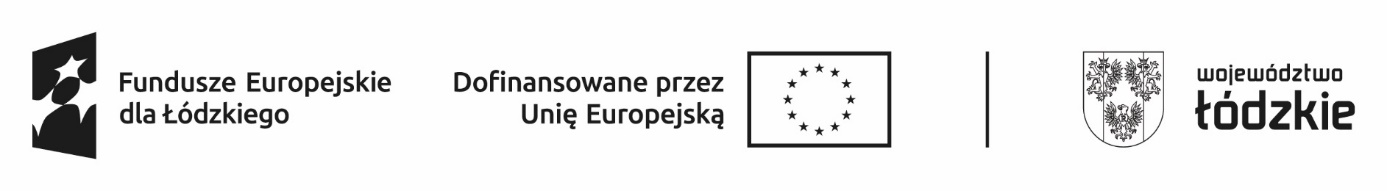 Fundusze Europejskie
dla Łódzkiego
Dofinansowane przez
Unię Europejską
województwo
łódzkie